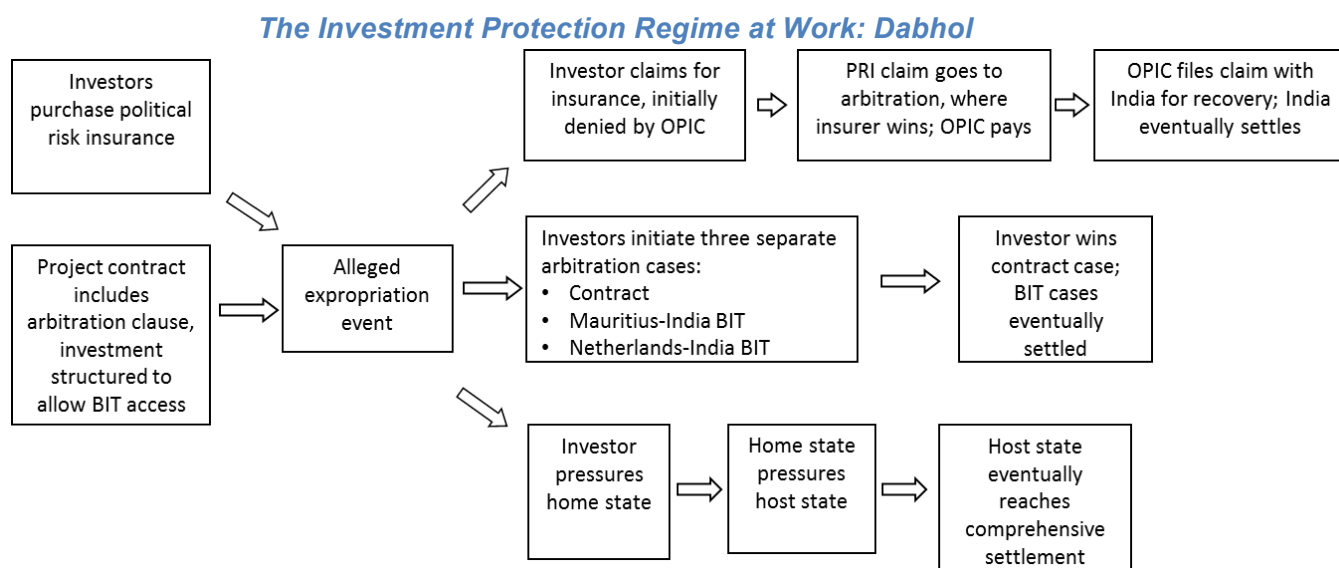 The Investment Protection Regime at Work: Dabhol
Investors
purchase political
risk insurance
Project contract
includes
arbitration clause,
investment
structured to
allow BIT access
Alleged
expropriation
event
Investor claims for
insurance, initially
denied by OPIC
PRI claim goes to
arbitration, where
insurer wins; OPIC pays
OPIC files claim with
India for recovery; India
eventually settles
Investors initiate three separate
arbitration cases:
• Contract
• Mauritius-India BIT
• Netherlands-India BIT
Investor wins
contract case;
BIT cases
eventually
settled
Investor
pressures
home state
Home state
pressures
host state
Host state
eventually
reaches
comprehensive
settlement